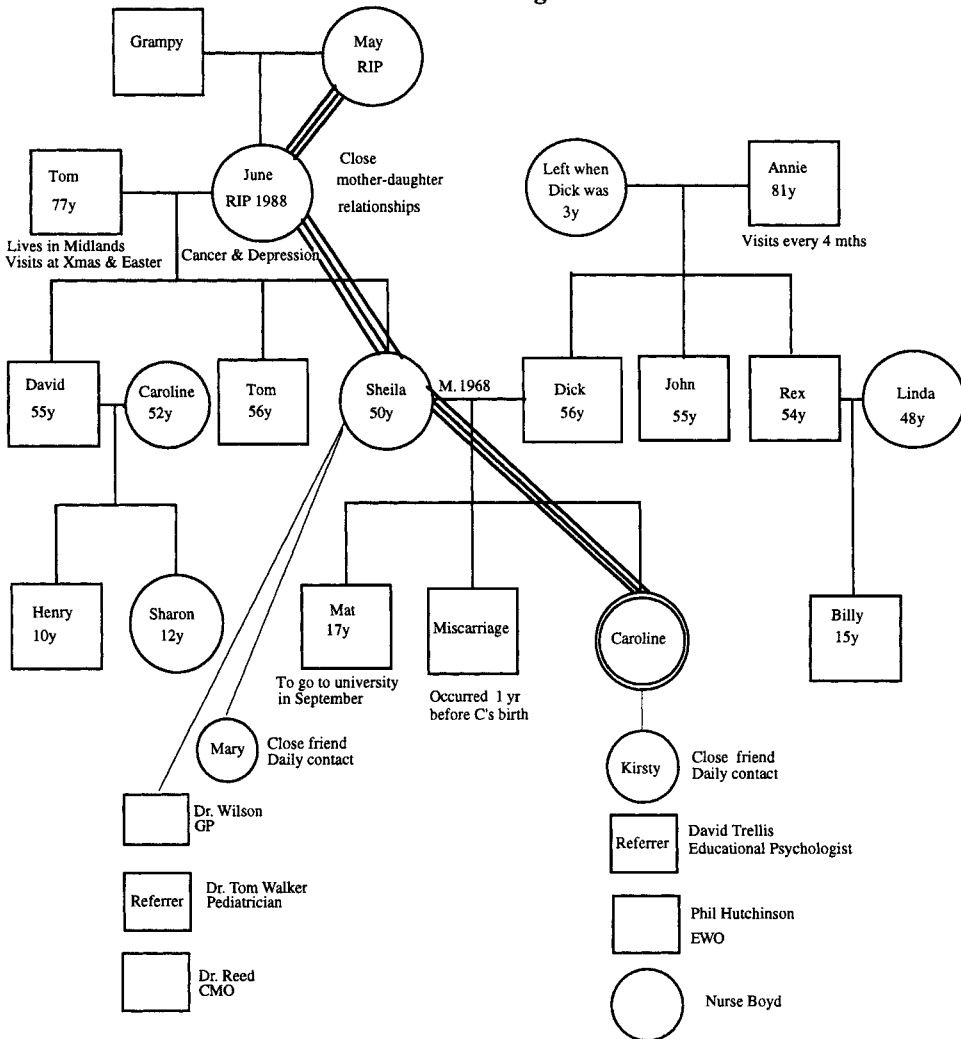 Grampy
May
RIP
Tom
77y
June
RIP 1988
Close
mother-daughter
relationships
Left when
Dick was
3y
Annie
81y
Lives in Midlands
Visits at Xmas & Easter
Cancer & Depression
Visits every 4 mths
David
55y
Caroline
52y
Tom
56y
Sheila
50y
M. 1968
Dick
56y
John
55y
Rex
54y
Linda
48y
Henry
10y
Sharon
12y
Mat
17y
Miscarriage
Caroline
Billy
15y
To go to university
in September
Occurred 1 yr
before C's birth
Mary
Close friend
Daily contact
Kirsty
Close friend
Daily contact
Dr. Wilson
GP
Referrer
David Trellis
Educational Psychologist
Referrer
Dr. Tom Walker
Pediatrician
Phil Hutchinson
EWO
Dr. Reed
CMO
Nurse Boyd